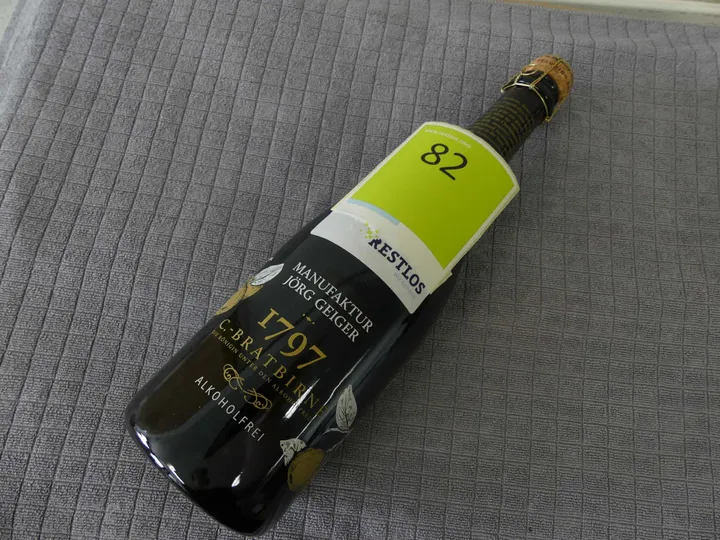 82
RESTLOS
MANUFAKTUR
JÖRG GEIGER
1797
C-BRATBIRNE
ALKOHOLFREI